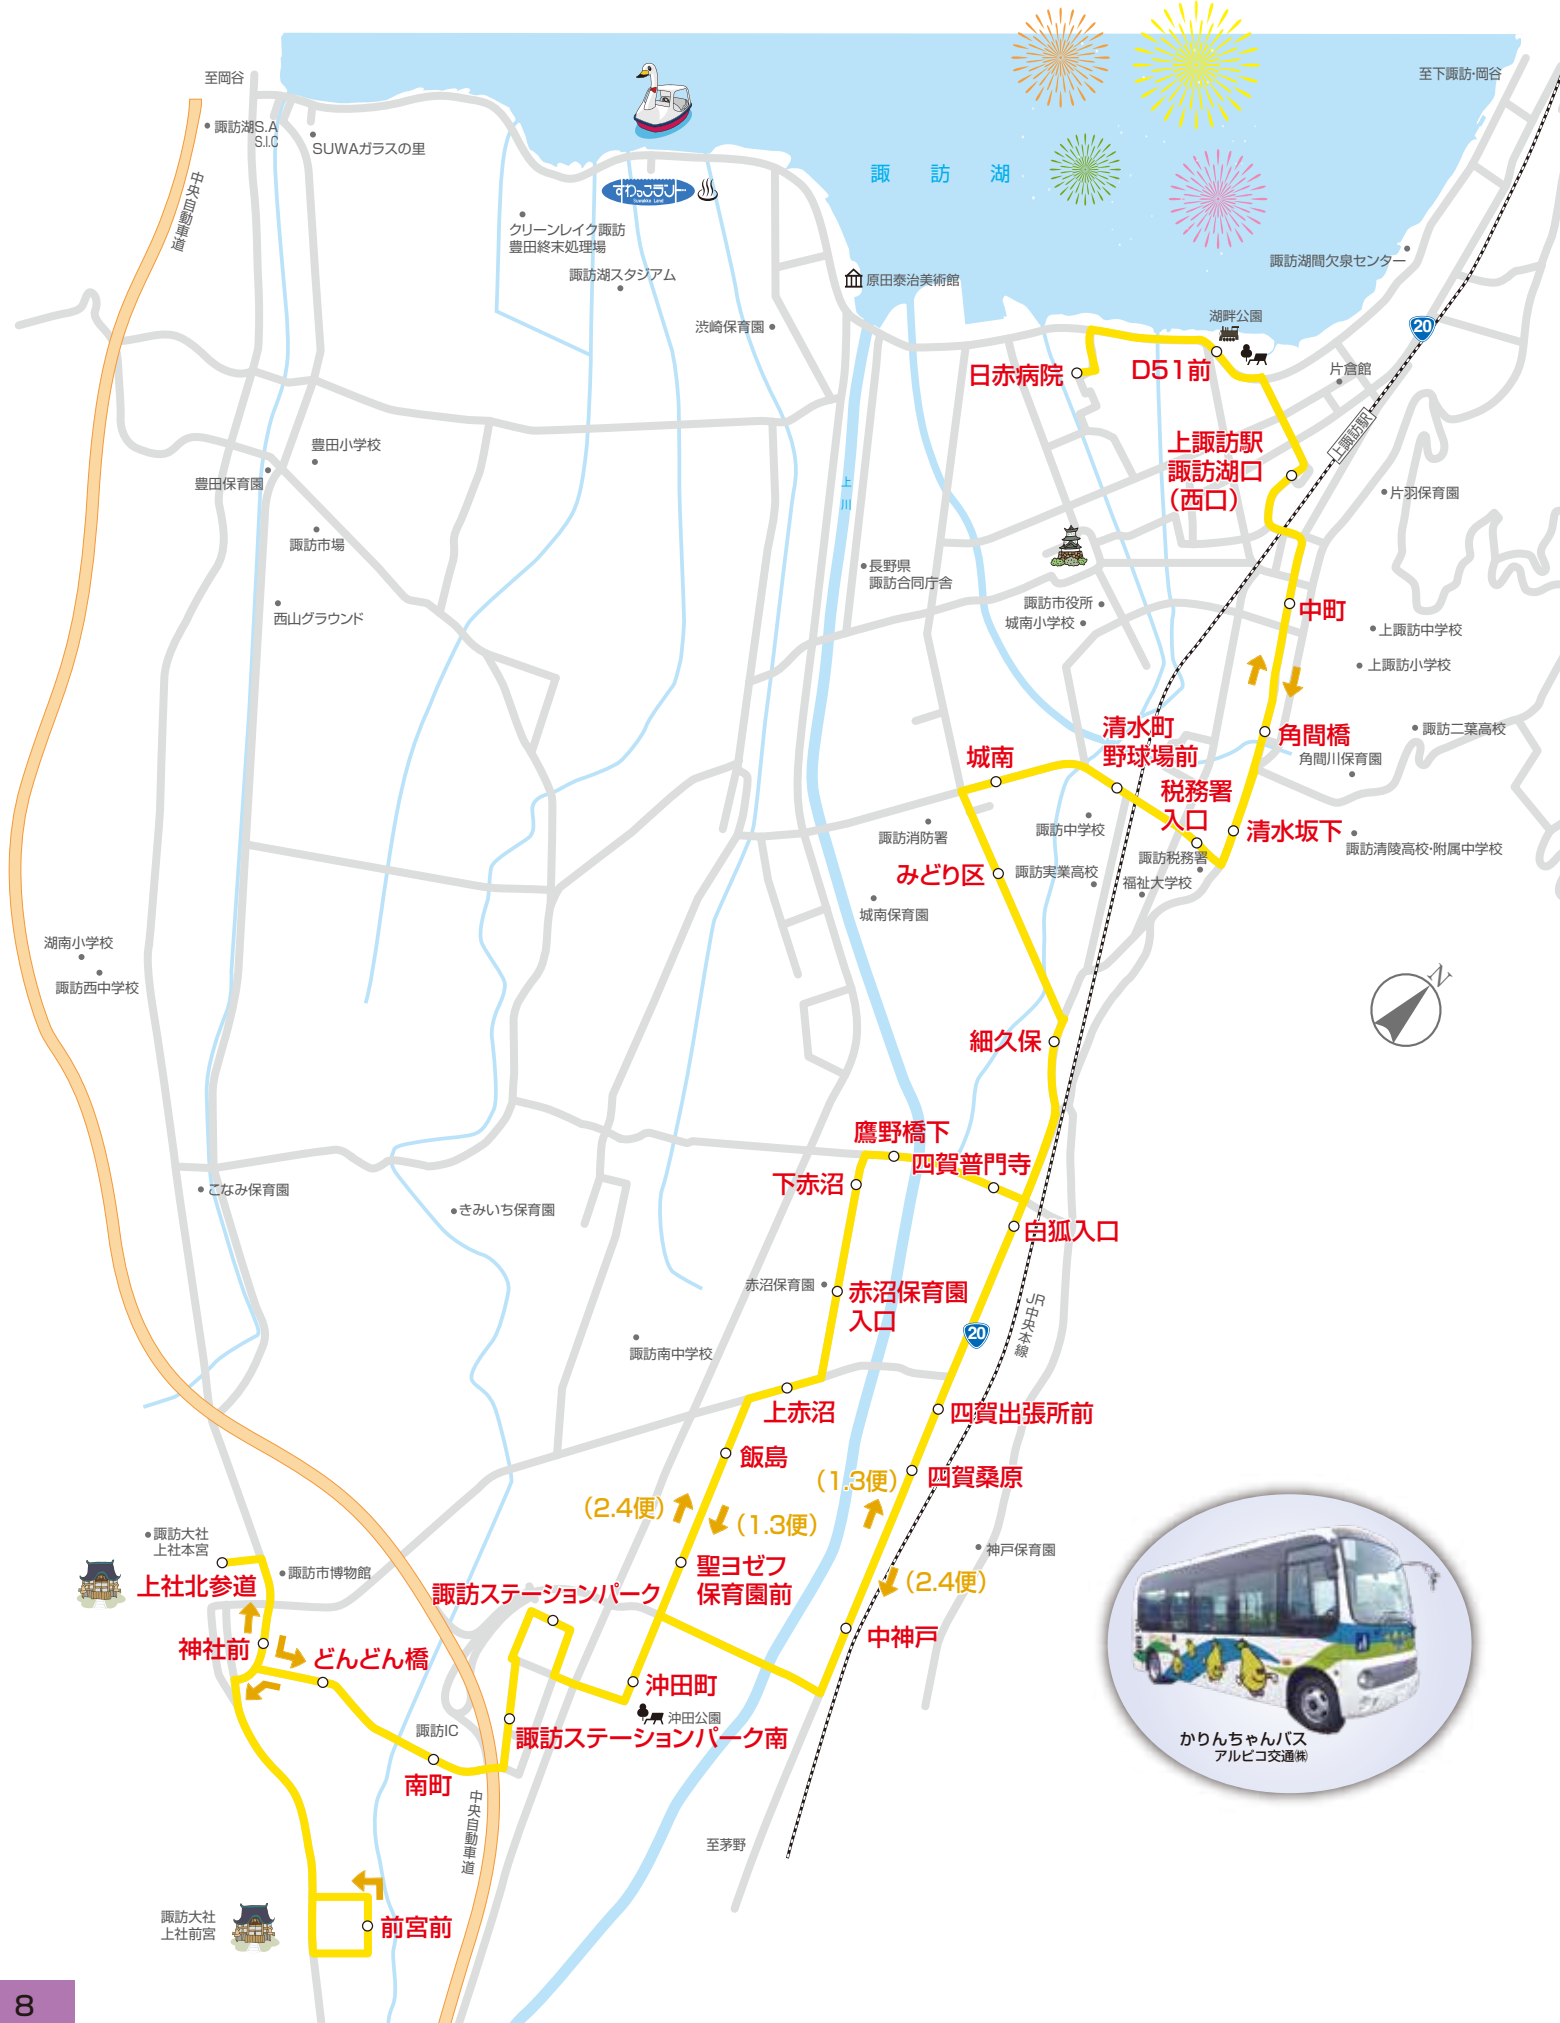 至岡谷
諏訪湖S.A
S.I.C
SUWAガラスの里
中央自動車道
すわっこランド
Suwakko Land
諏訪湖
至下諏訪・岡谷
クリーンレイク諏訪
豊田終末処理場
諏訪湖スタジアム
渋崎保育園
原田泰治美術館
諏訪湖間欠泉センター
湖畔公園
20
日赤病院
D51前
片倉館
上諏訪駅
上諏訪駅
諏訪湖口
(西口)
豊田小学校
豊田保育園
諏訪市場
西山グラウンド
上川
片羽保育園
長野県
諏訪合同庁舎
諏訪市役所
城南小学校
中町
上諏訪中学校
上諏訪小学校
諏訪二葉高校
角間橋
角間川保育園
清水町
野球場前
城南
税務署
入口
清水坂下
諏訪清陵高校・附属中学校
諏訪消防署
諏訪中学校
諏訪税務署
みどり区
諏訪実業高校
福祉大学校
城南保育園
湖南小学校
諏訪西中学校
N
細久保
鷹野橋下
四賀普門寺
下赤沼
こなみ保育園
きみいち保育園
白狐入口
赤沼保育園
赤沼保育園
入口
JR中央本線
20
諏訪南中学校
上赤沼
四賀出張所前
飯島
四賀桑原
(1.3便)
(2.4便)
(1.3便)
諏訪大社
上社本宮
諏訪市博物館
上社北参道
聖ヨゼフ
保育園前
神戸保育園
(2.4便)
諏訪ステーションパーク
中神戸
神社前
どんどん橋
沖田町
沖田公園
諏訪IC
諏訪ステーションパーク南
南町
中央自動車道
至茅野
かりんちゃんバス
アルピコ交通㈱
諏訪大社
上社前宮
前宮前
8